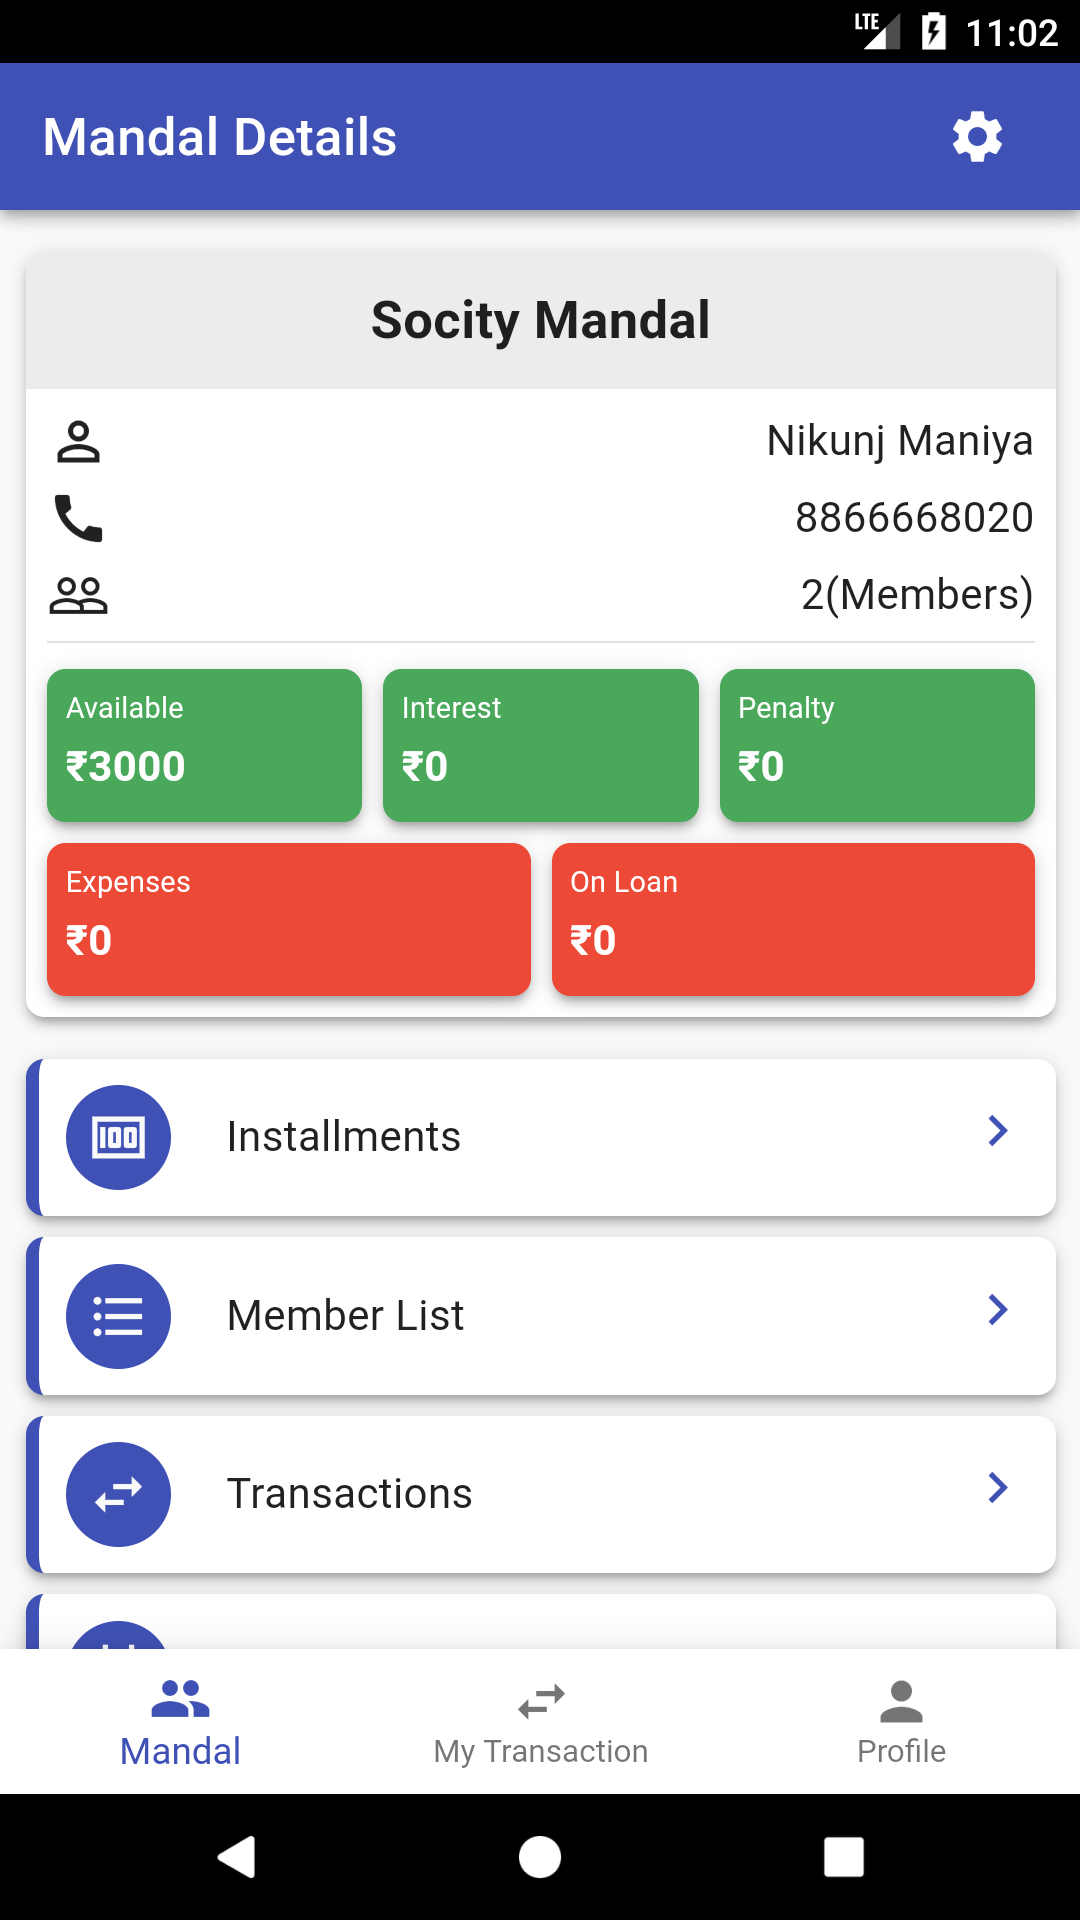 LTE 11:02
Mandal Details
Socity Mandal
Nikunj Maniya
8866668020
2(Members)
Available Interest Penalty
₹3000 ₹0 ₹0
Expenses On Loan
₹0 ₹0
Installments
Member List
Transactions
Mandal My Transaction Profile